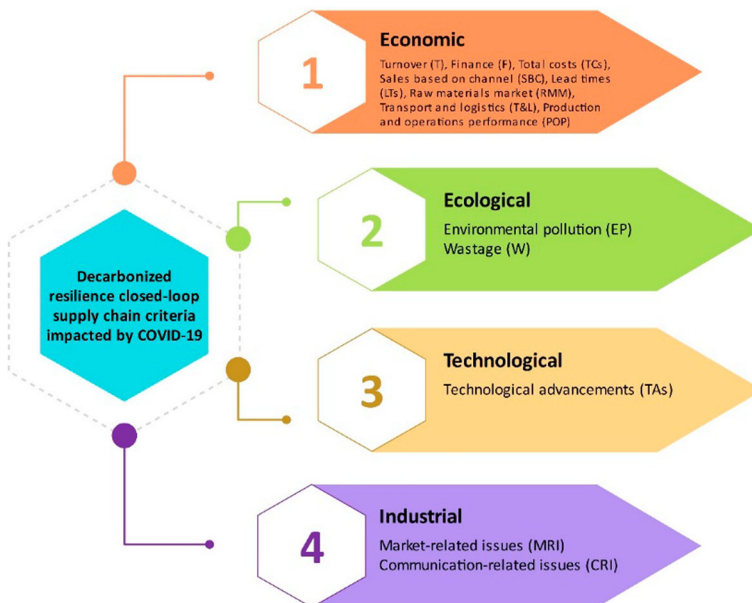 Decarbonized
resilience closed-loop
supply chain criteria
impacted by COVID-19
1
Economic
Turnover (T), Finance (F), Total costs (TCs),
Sales based on channel (SBC), Lead times
(LTs), Raw materials market (RMM),
Transport and logistics (T&L), Production
and operations performance (POP)
2
Ecological
Environmental pollution (EP)
Wastage (W)
3
Technological
Technological advancements (TAs)
4
Industrial
Market-related issues (MRI)
Communication-related issues (CRI)